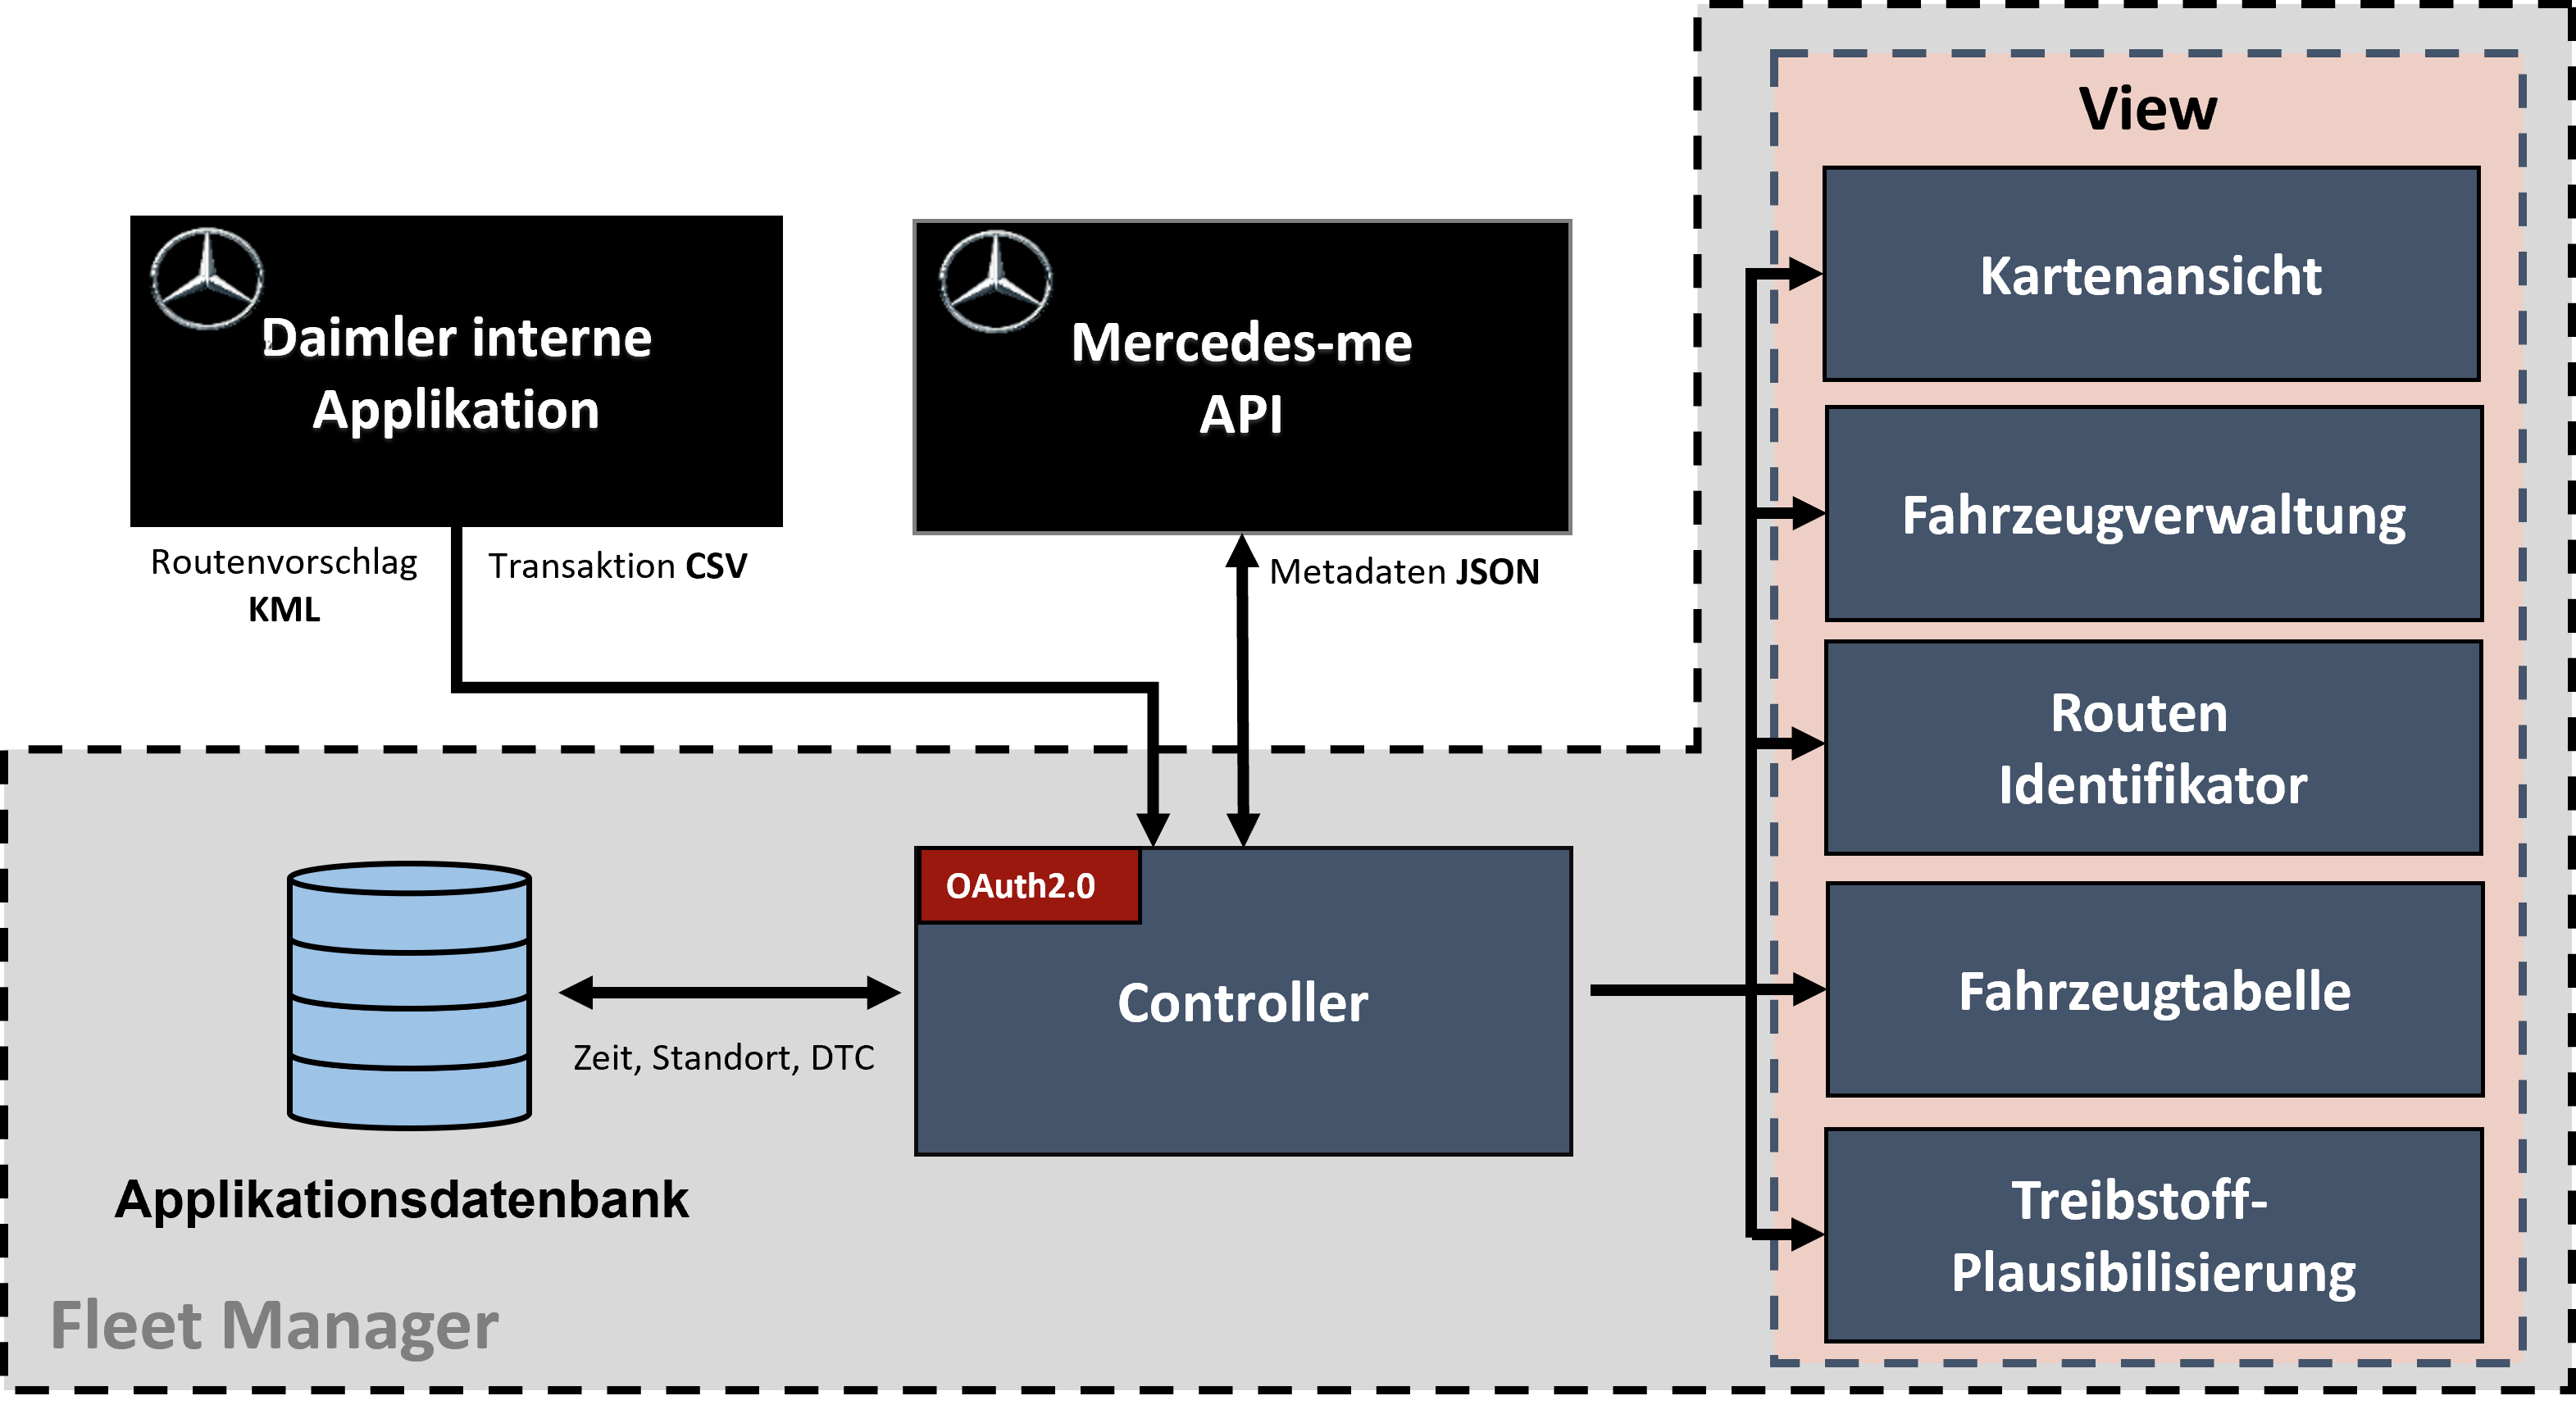 Daimler interne
Applikation
Mercedes-me
API
Routenvorschlag
KML
Transaktion CSV
Metadaten JSON
OAuth2.0
Controller
Zeit, Standort, DTC
Applikationsdatenbank
Fleet Manager
View
Kartenansicht
Fahrzeugverwaltung
Routen
Identifikator
Fahrzeugtabelle
Treibstoff-
Plausibilisierung